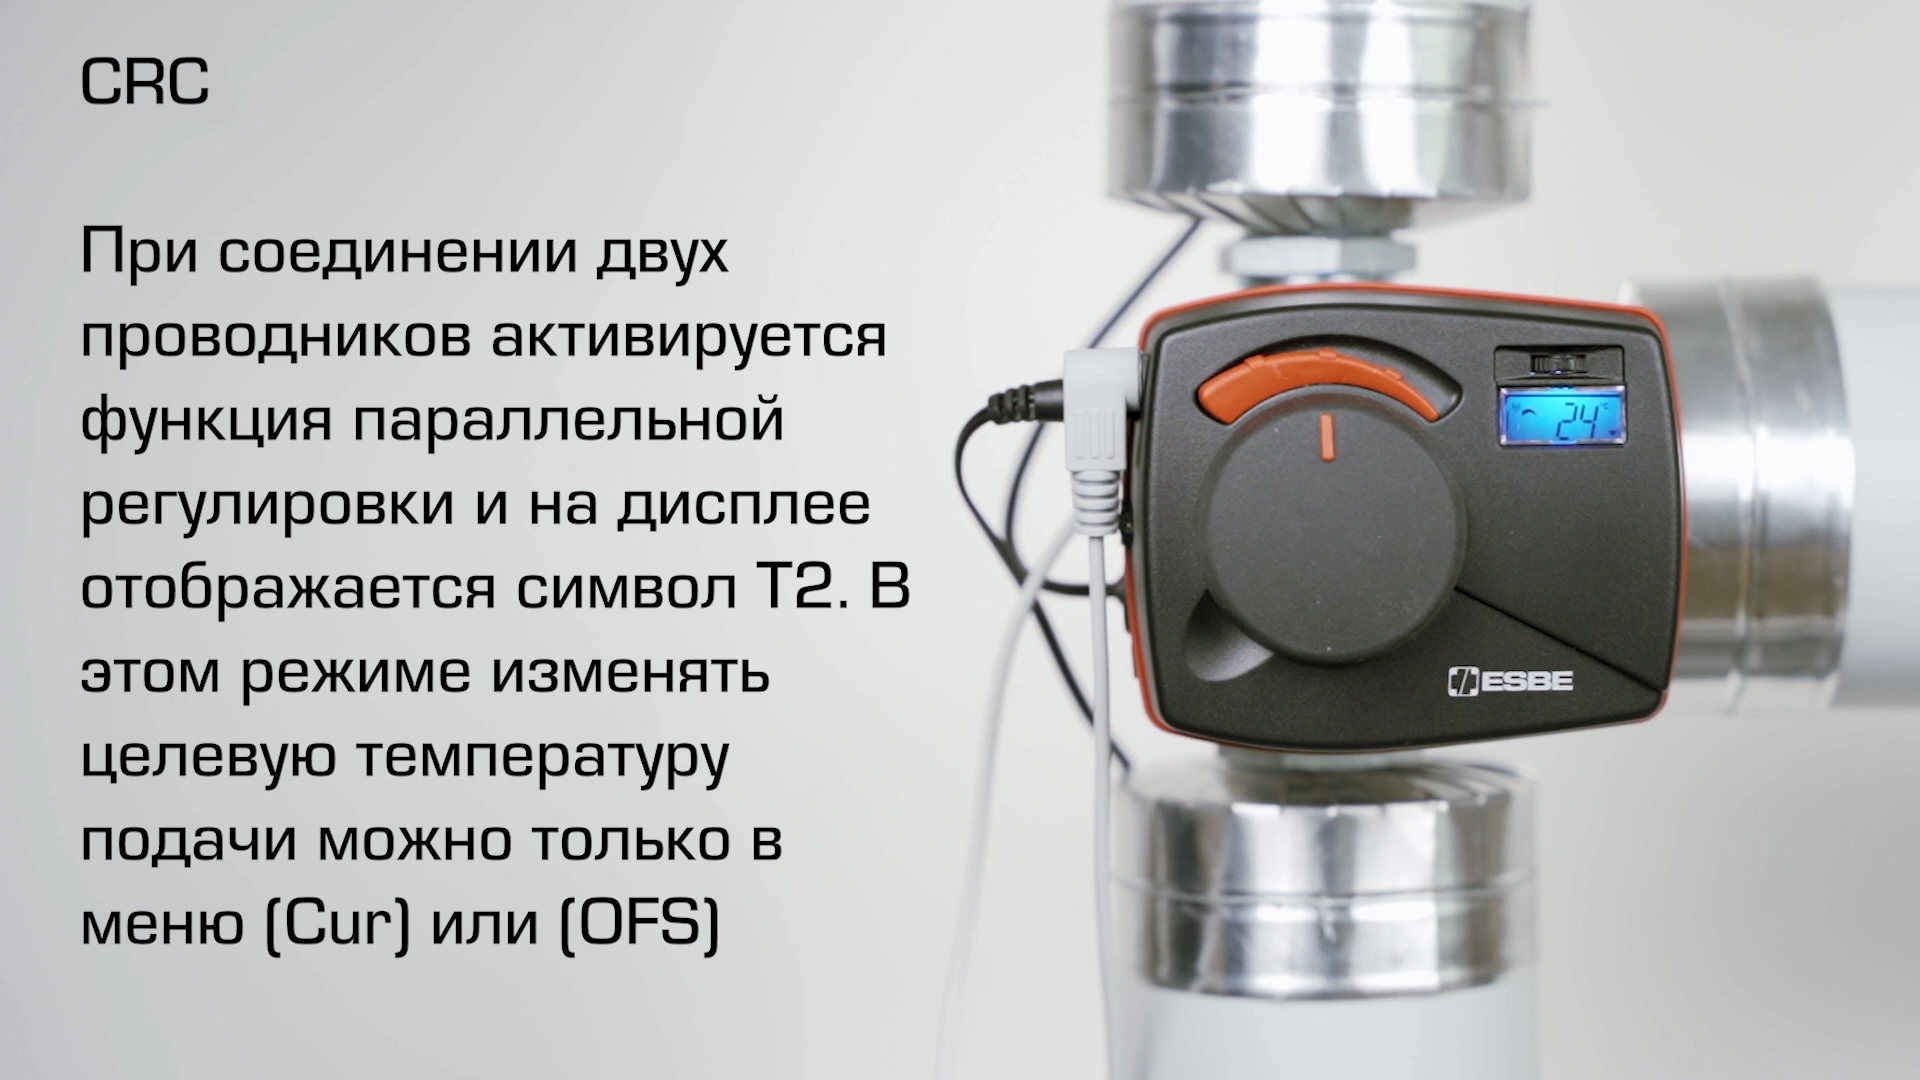 CRC
При соединении двух
проводников активируется
функция параллельной
регулировки и на дисплее
отображается символ Т2. В
этом режиме изменять
целевую температуру
подачи можно только в
меню (Cur) или (OFS)
24
ESBE